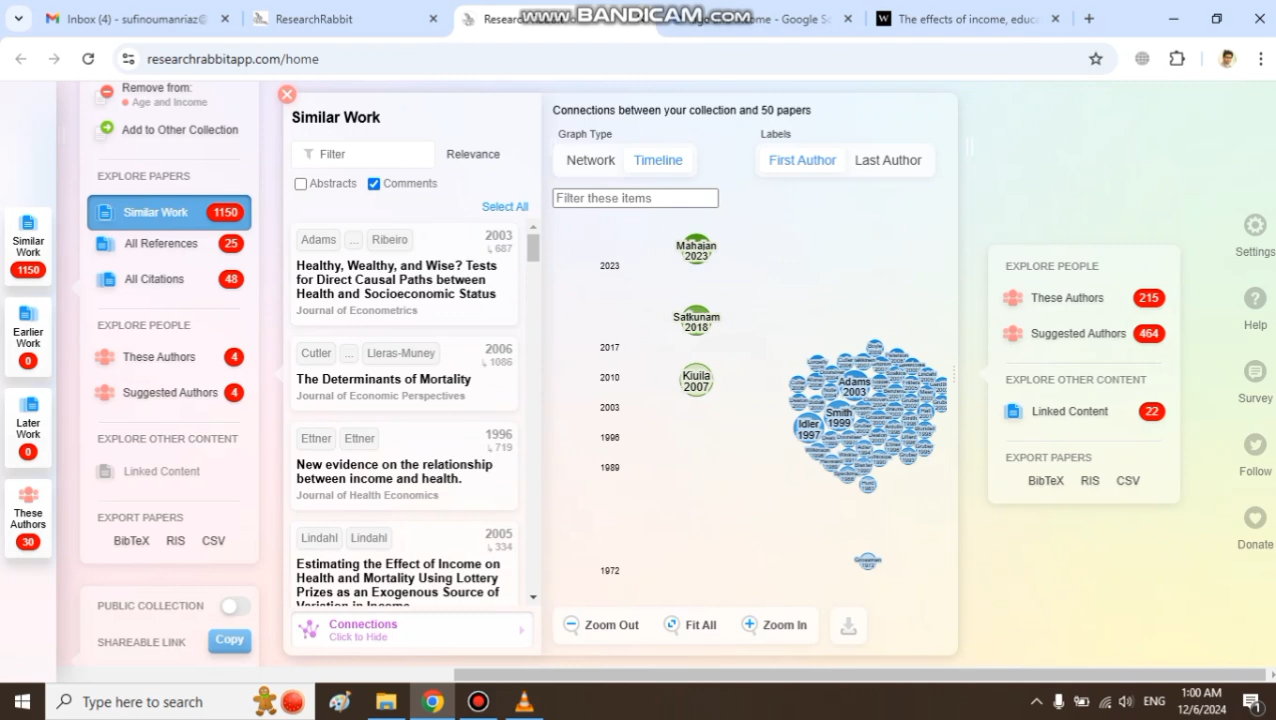 Inbox (4) - sufinoumanriaz@
ResearchRabbit
Resear
www.BANDICAM.com
ome - Google Sc
The effects of income, educ
researchrabbitapp.com/home
Similar Work
1150
Earlier Work
0
Later Work
0
These Authors
30
Remove from:
Age and Income
Add to Other Collection
EXPLORE PAPERS
Similar Work 1150
All References 25
All Citations 48
EXPLORE PEOPLE
These Authors 4
Suggested Authors 4
EXPLORE OTHER CONTENT
Linked Content
EXPORT PAPERS
BibTeX RIS CSV
PUBLIC COLLECTION
SHAREABLE LINK Copy
Similar Work
Filter
Relevance
Abstracts Comments
Select All
Adams ... Ribeiro 2003
687
Healthy, Wealthy, and Wise? Tests
for Direct Causal Paths between
Health and Socioeconomic Status
Journal of Econometrics
Cutler ... Lleras-Muney 2006
1086
The Determinants of Mortality
Journal of Economic Perspectives
Ettner Ettner 1996
719
New evidence on the relationship
between income and health.
Journal of Health Economics
Lindahl Lindahl 2005
334
Estimating the Effect of Income on
Health and Mortality Using Lottery
Prizes as an Exogenous Source of
Variation in Income
Connections
Click to Hide
Connections between your collection and 50 papers
Graph Type
Network Timeline
Labels
First Author Last Author
Filter these items
2023
2017
2010
2003
1996
1989
1972
Mahajan
2023
Satkunam
2018
Kiuila
2007
Adams
2003
Smith
1999
Idler
1997
Grossman
1972
Zoom Out
Fit All
Zoom In
EXPLORE PEOPLE
These Authors 215
Suggested Authors 464
EXPLORE OTHER CONTENT
Linked Content 22
EXPORT PAPERS
BibTeX RIS CSV
Settings
Help
Survey
Follow
Donate
Type here to search
ENG
1:00 AM
12/6/2024
1